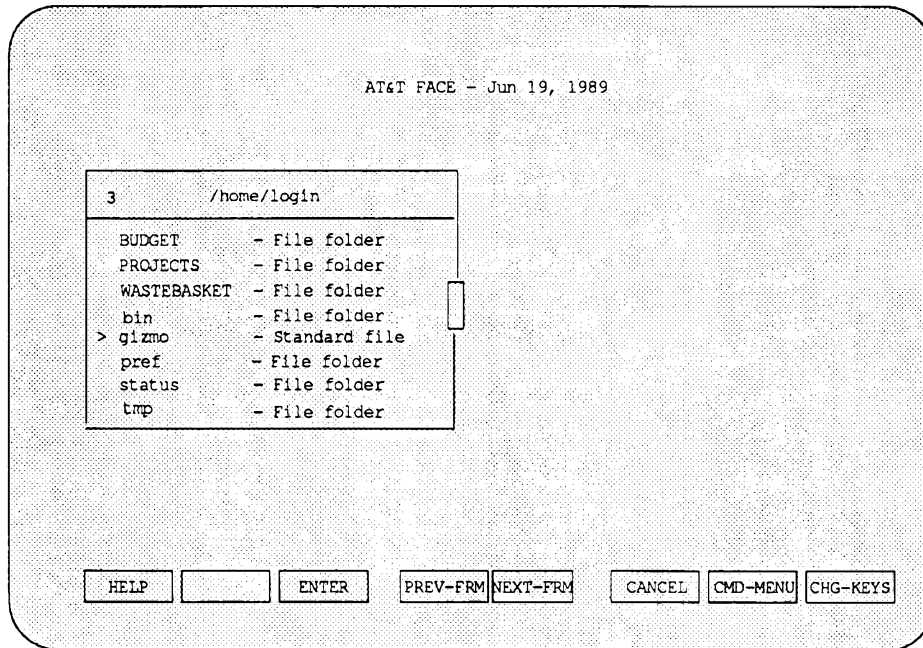 AT&T FACE - Jun 19, 1989
3 /home/login
BUDGET - File folder
PROJECTS - File folder
WASTEBASKET - File folder
bin - File folder
> gizmo - Standard file
pref - File folder
status - File folder
tmp - File folder
HELP ENTER PREV-FRM NEXT-FRM CANCEL CMD-MENU CHG-KEYS